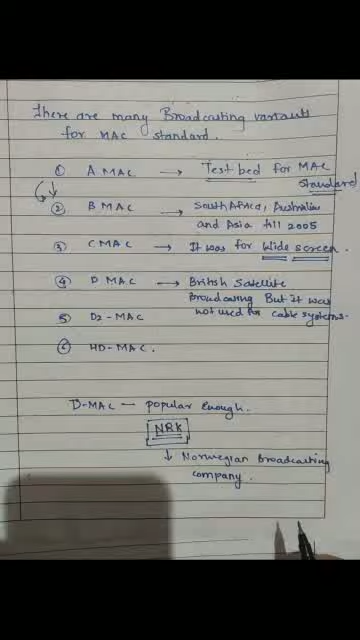 There are many Broadcasting variants
for MAC standard.
① A MAC → Test bed for MAC
standard
② B MAC → South Africa, Australia
and Asia till 2005
③ C MAC → It was for Wide screen.
④ D MAC → British Satellite
Broadcasting But it was
not used for cable systems.
⑤ D2-MAC
⑥ HD-MAC.
D-MAC — popular enough.
NRK
↓ Norwegian Broadcasting
company.